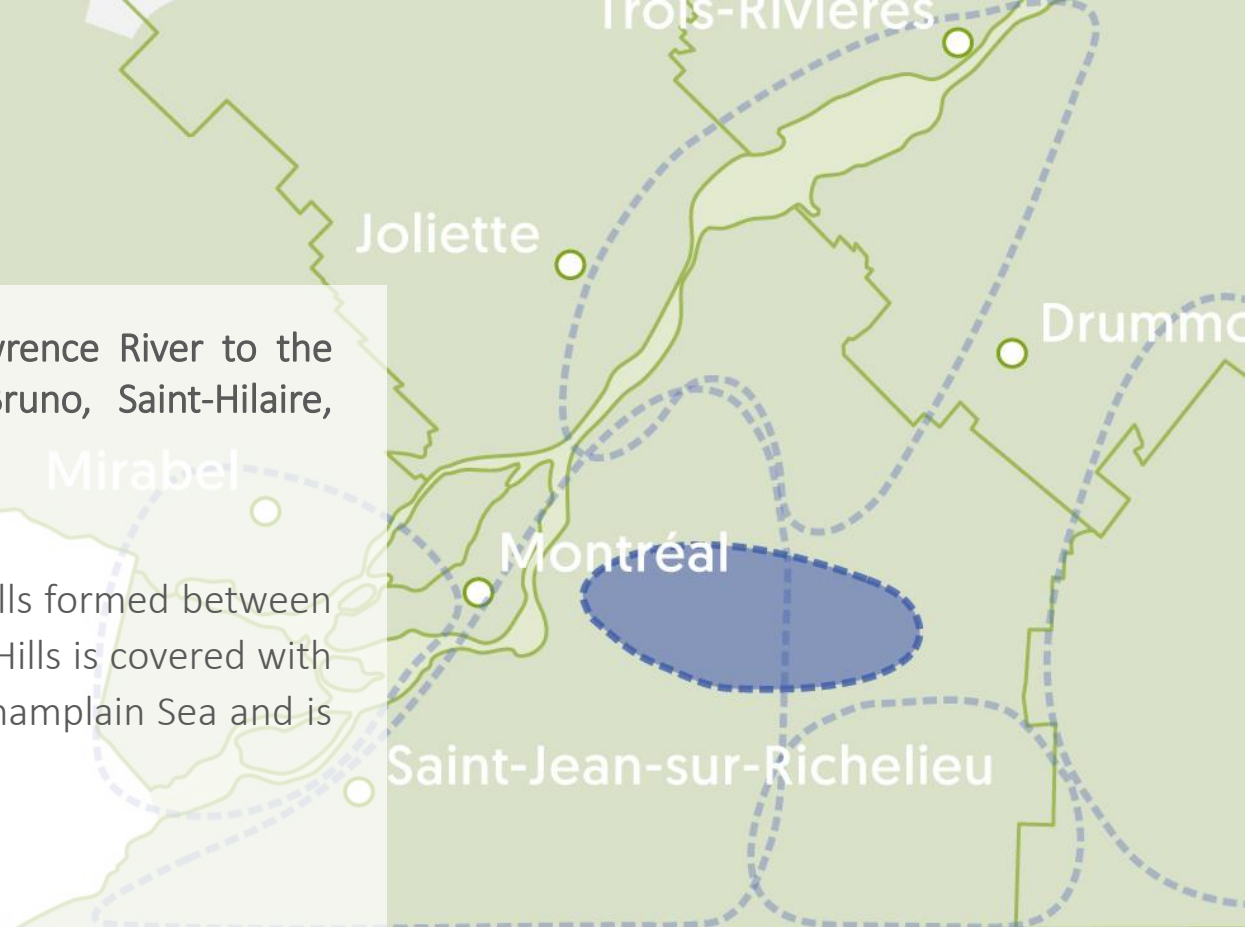 Trois-Rivières
Joliette
Drummo
wrence River to the
Bruno, Saint-Hilaire,
Mirabel
Montréal
lls formed between
Hills is covered with
hamplain Sea and is
Saint-Jean-sur-Richelieu